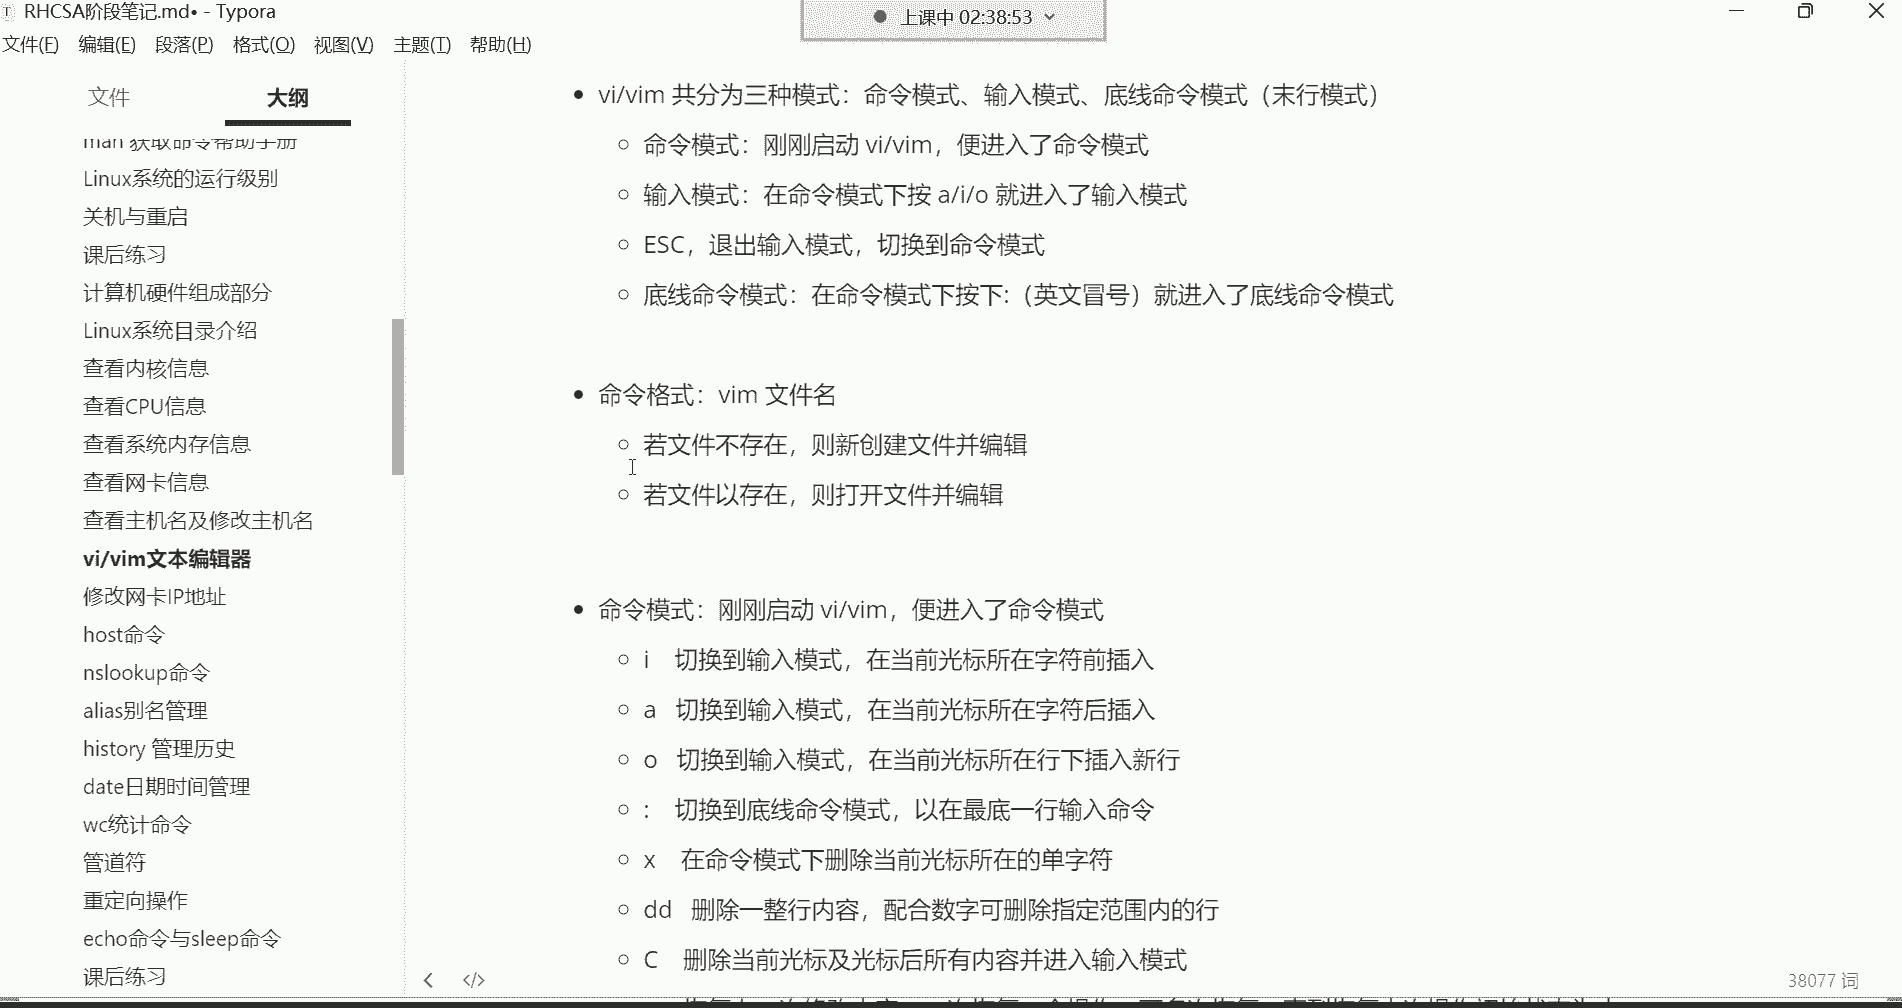 RHCSA阶段笔记.md• - Typora
上课中 02:38:53
文件(F) 编辑(E) 段落(P) 格式(O) 视图(V) 主题(T) 帮助(H)
文件 大纲
man 获取命令帮助手册
Linux系统的运行级别
关机与重启
课后练习
计算机硬件组成部分
Linux系统目录介绍
查看内核信息
查看CPU信息
查看系统内存信息
查看网卡信息
查看主机名及修改主机名
vi/vim文本编辑器
修改网卡IP地址
host命令
nslookup命令
alias别名管理
history 管理历史
date日期时间管理
wc统计命令
管道符
重定向操作
echo命令与sleep命令
课后练习
vi/vim 共分为三种模式：命令模式、输入模式、底线命令模式（末行模式）
命令模式：刚刚启动 vi/vim，便进入了命令模式
输入模式：在命令模式下按 a/i/o 就进入了输入模式
ESC，退出输入模式，切换到命令模式
底线命令模式：在命令模式下按下:（英文冒号）就进入了底线命令模式
命令格式：vim 文件名
若文件不存在，则新创建文件并编辑
若文件以存在，则打开文件并编辑
命令模式：刚刚启动 vi/vim，便进入了命令模式
i 切换到输入模式，在当前光标所在字符前插入
a 切换到输入模式，在当前光标所在字符后插入
o 切换到输入模式，在当前光标所在行下插入新行
: 切换到底线命令模式，以在最底一行输入命令
x 在命令模式下删除当前光标所在的单字符
dd 删除一整行内容，配合数字可删除指定范围内的行
C 删除当前光标及光标后所有内容并进入输入模式
38077 词